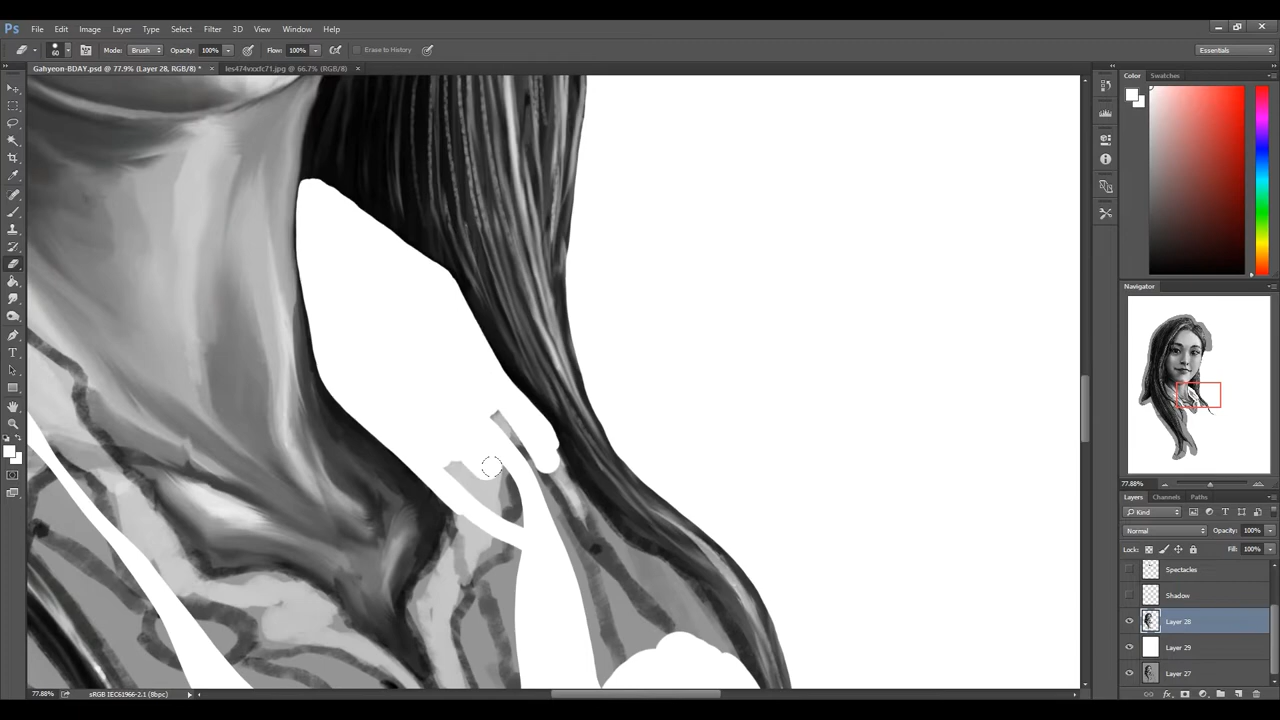 Ps File Edit Image Layer Type Select Filter 3D View Window Help
60 Mode: Brush Opacity: 100% Flow: 100% Erase to History Essentials
Gahyeon-BDAY.psd @ 77.9% (Layer 28, RGB/8) * × les474vxxfc71.jpg @ 66.7% (RGB/8) ×
Color Swatches
Navigator
77.88%
Layers Channels Paths
Kind
Normal Opacity: 100%
Lock: Fill: 100%
Spectacles
Shadow
Layer 28
Layer 29
Layer 27
77.88% sRGB IEC61966-2.1 (8bpc)